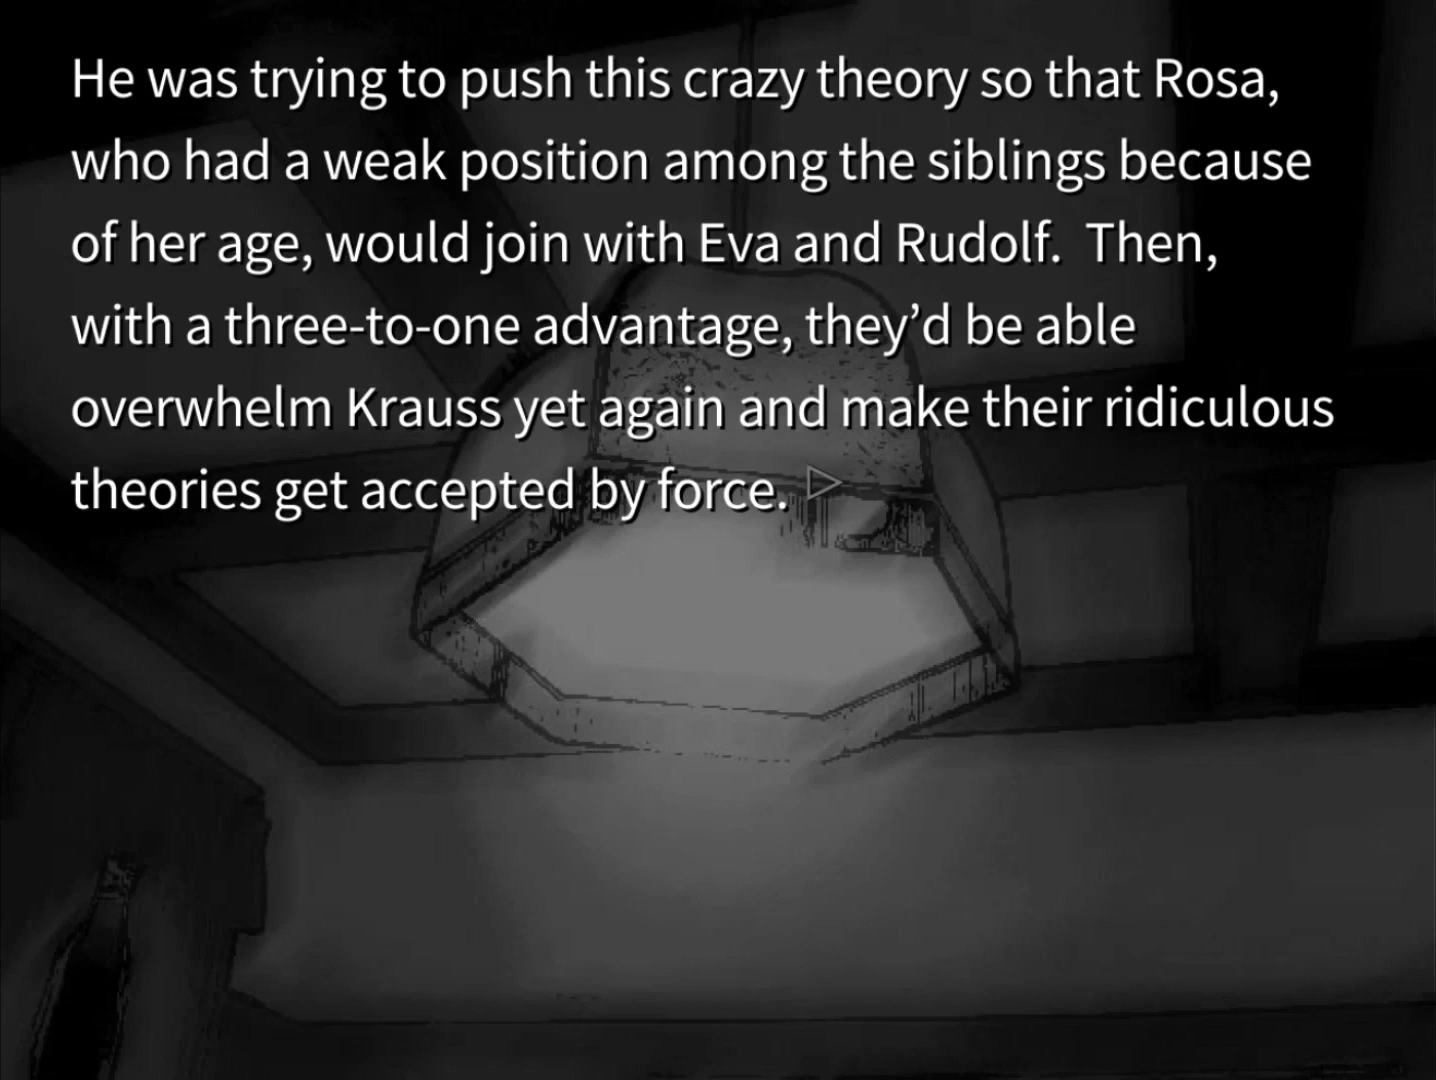 He was trying to push this crazy theory so that Rosa,
who had a weak position among the siblings because
of her age, would join with Eva and Rudolf.  Then,
with a three-to-one advantage, they’d be able
overwhelm Krauss yet again and make their ridiculous
theories get accepted by force.